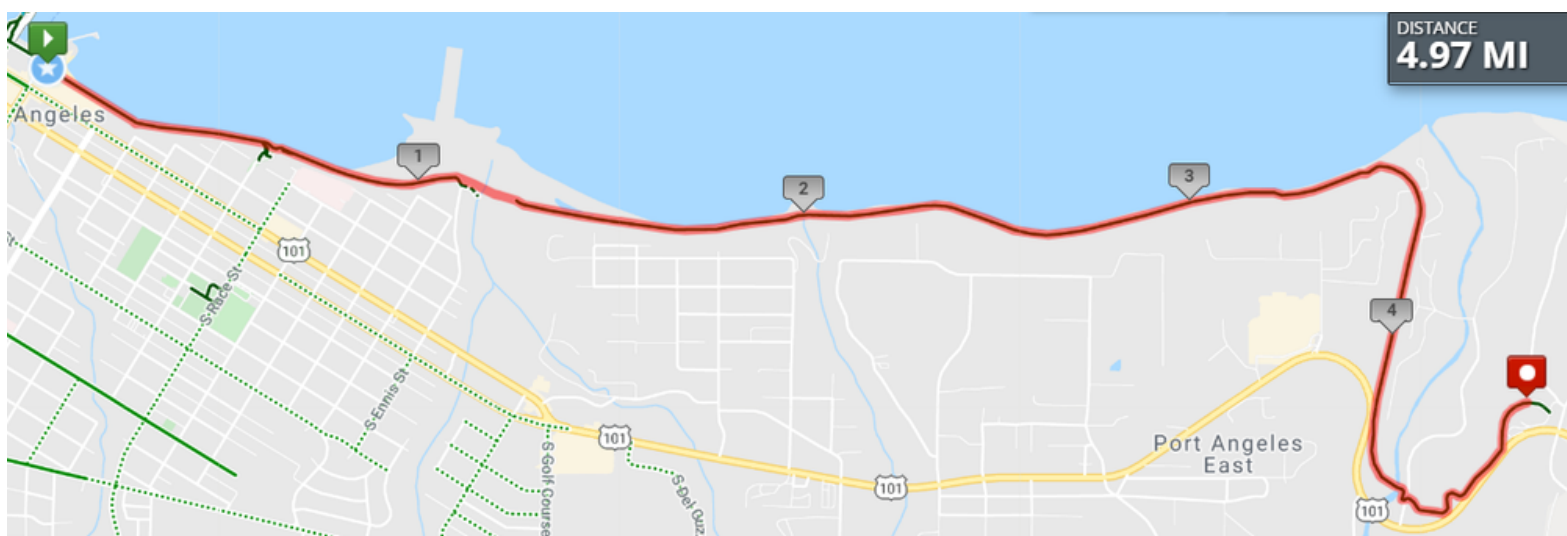 DISTANCE
4.97 MI
Angeles
1
2
3
4
101
S Race St
S Ennis St
S Golf Course
101
S Del Guz
101
Port Angeles
East
101